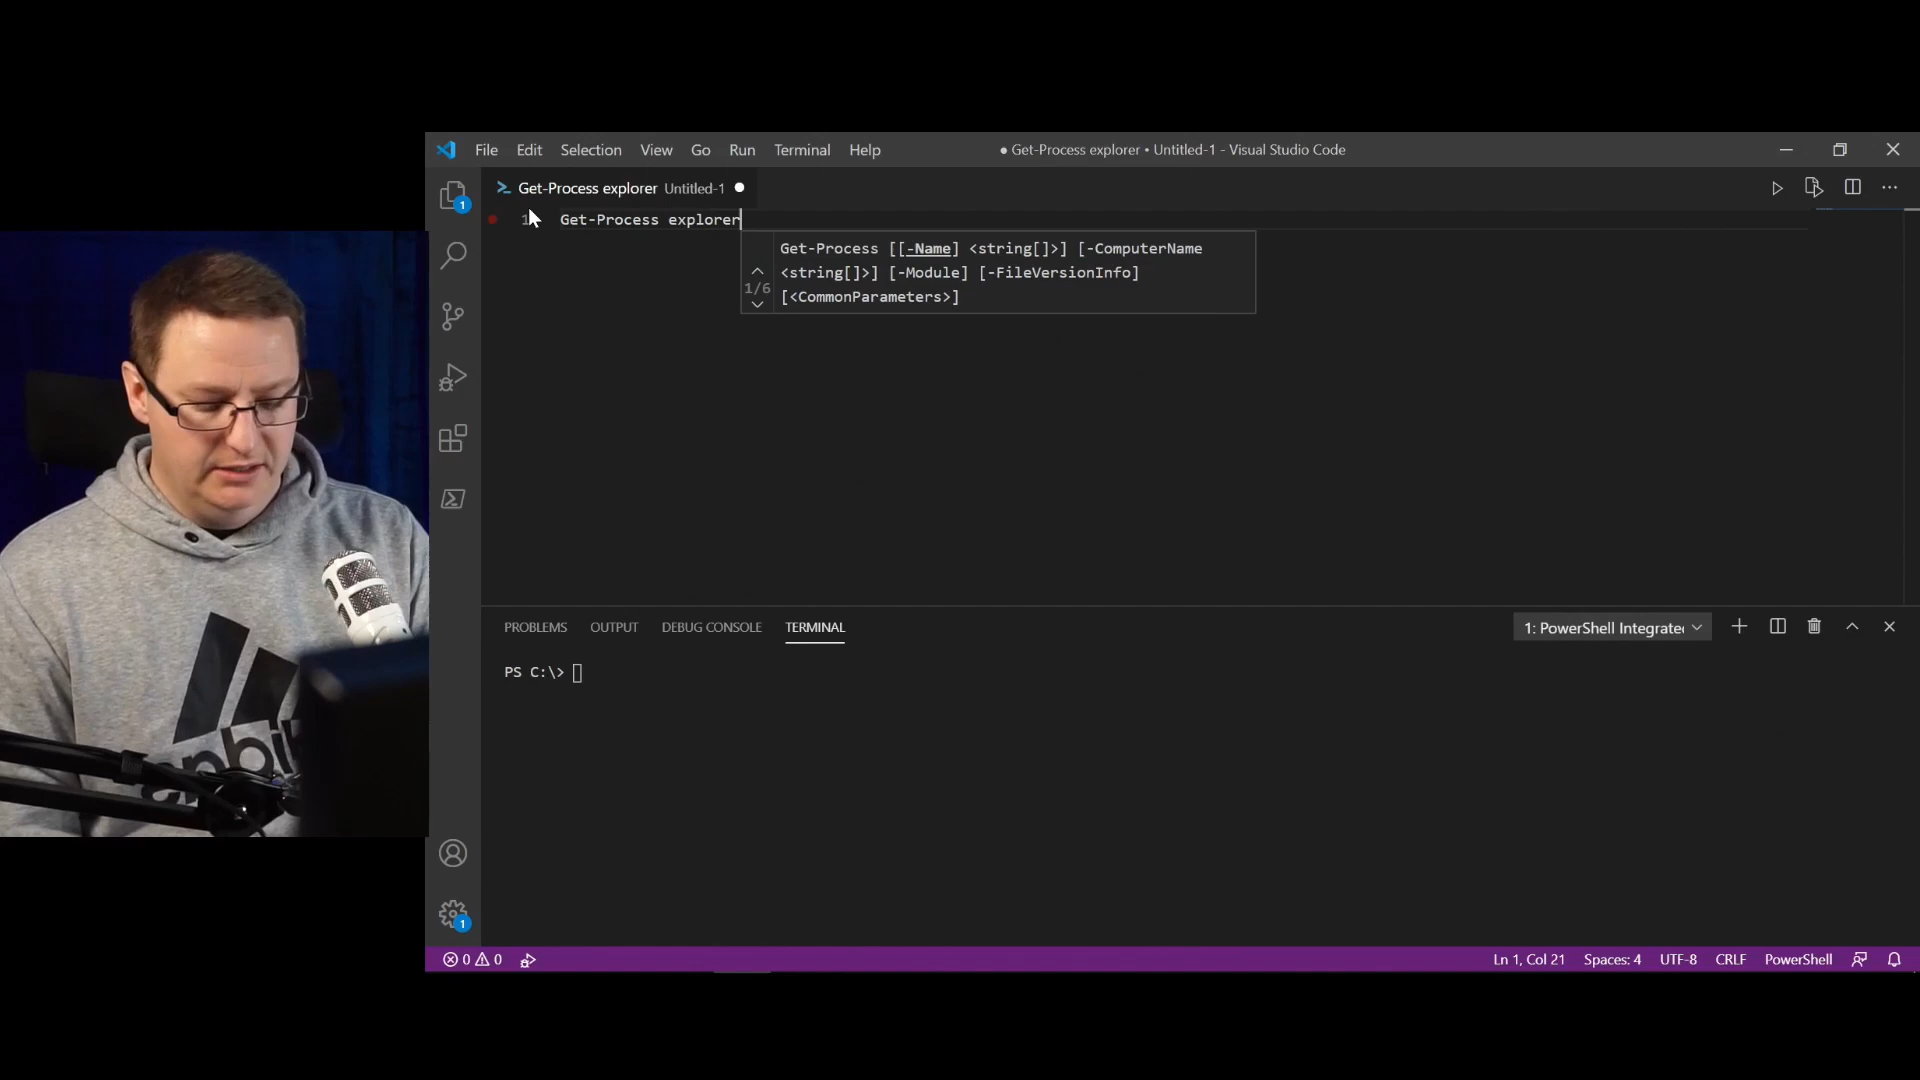 File Edit Selection View Go Run Terminal Help
● Get-Process explorer • Untitled-1 - Visual Studio Code
Get-Process explorer Untitled-1
1
1 Get-Process explorer
Get-Process [[-Name] <string[]>] [-ComputerName
<string[]>] [-Module] [-FileVersionInfo]
[<CommonParameters>]
1/6
PROBLEMS OUTPUT DEBUG CONSOLE TERMINAL
1: PowerShell Integrate
PS C:\>
1
0 0
Ln 1, Col 21 Spaces: 4 UTF-8 CRLF PowerShell